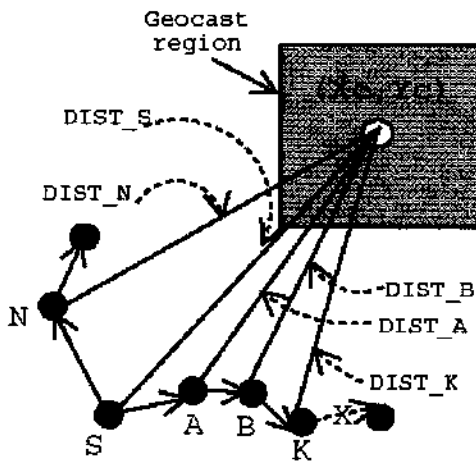 Geocast
region
DIST_S
DIST_N
DIST_B
DIST_A
DIST_K
N
S
A
B
K
X